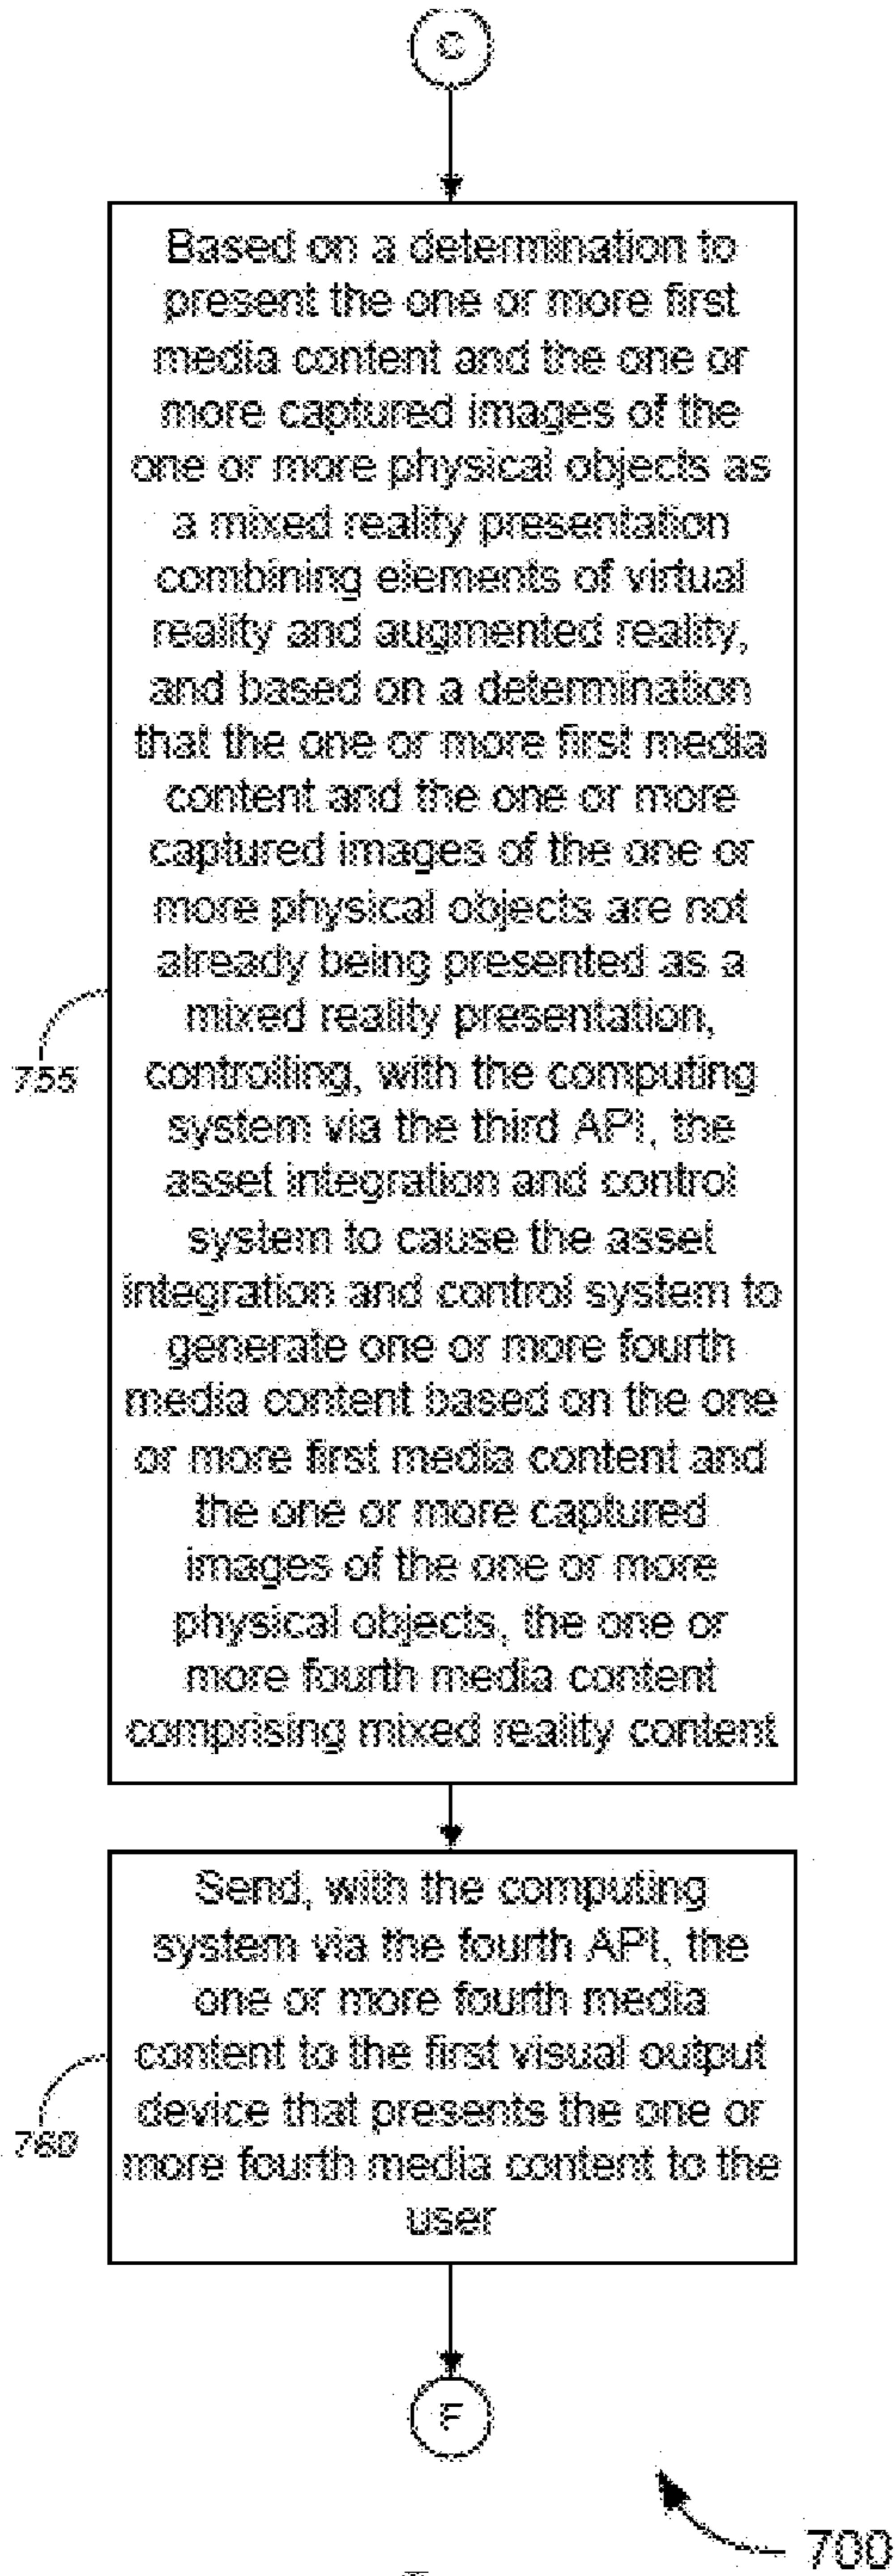 C
Based on a determination to
present the one or more first
media content and the one or
more captured images of the
one or more physical objects as
a mixed reality presentation
combining elements of virtual
reality and augmented reality,
and based on a determination
that the one or more first media
content and the one or more
captured images of the one or
more physical objects are not
already being presented as a
mixed reality presentation,
controlling, with the computing
system via the third API, the
asset integration and control
system to cause the asset
integration and control system to
generate one or more fourth
media content based on the one
or more first media content and
the one or more captured
images of the one or more
physical objects, the one or
more fourth media content
comprising mixed reality content
755
Send, with the computing
system via the fourth API, the
one or more fourth media
content to the first visual output
device that presents the one or
more fourth media content to the
user
760
F
700